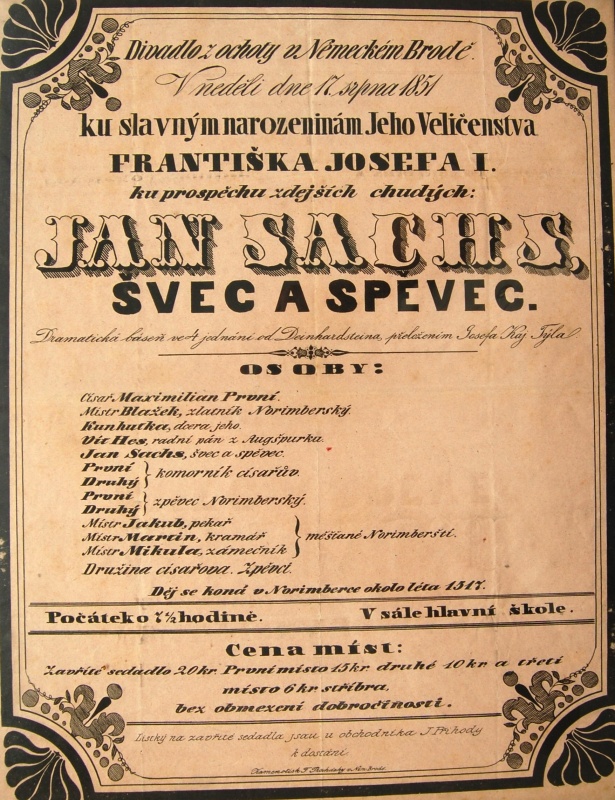 Divadlo z ochoty v Německém Brodě.
V neděli dne 17. srpna 1851
ku slavným narozeninám Jeho Veličenstva
FRANTIŠKA JOSEFA I.
ku prospěchu zdejších chudých:
JAN SACHS,
ŠVEC A SPĚVEC.
Dramatická báseň ve 4 jednání od Deinhardsteina, přeložením Josefa Kaj. Týla.
OSOBY:
Císař Maximilian První.
Mistr Blažek, zlatník Norimberský.
Kunhutka, dcera jeho.
Vít Hes, radní pán z Augšpurku.
Jan Sachs, švec a spěvec.
První
Druhý } komorník císařův.
První
Druhý } zpěvec Norimberský.
Mistr Jakub, pekař
Mistr Martin, kramář } měšťané Norimberští.
Mistr Mikula, zámečník
Družina císařova. Zpěvci.
Děj se koná v Norimberce okolo léta 1517.
Počátek o 7½ hodině. V sále hlavní škole.
Cena míst:
Zavřité sedadlo 20 kr. První místo 15 kr. druhé 10 kr. a třetí
místo 6 kr. stříbra,
bez obmezení dobročinosti.
Lístky na zavřité sedadla jsau u obchodníka J. Příhody
k dostání.